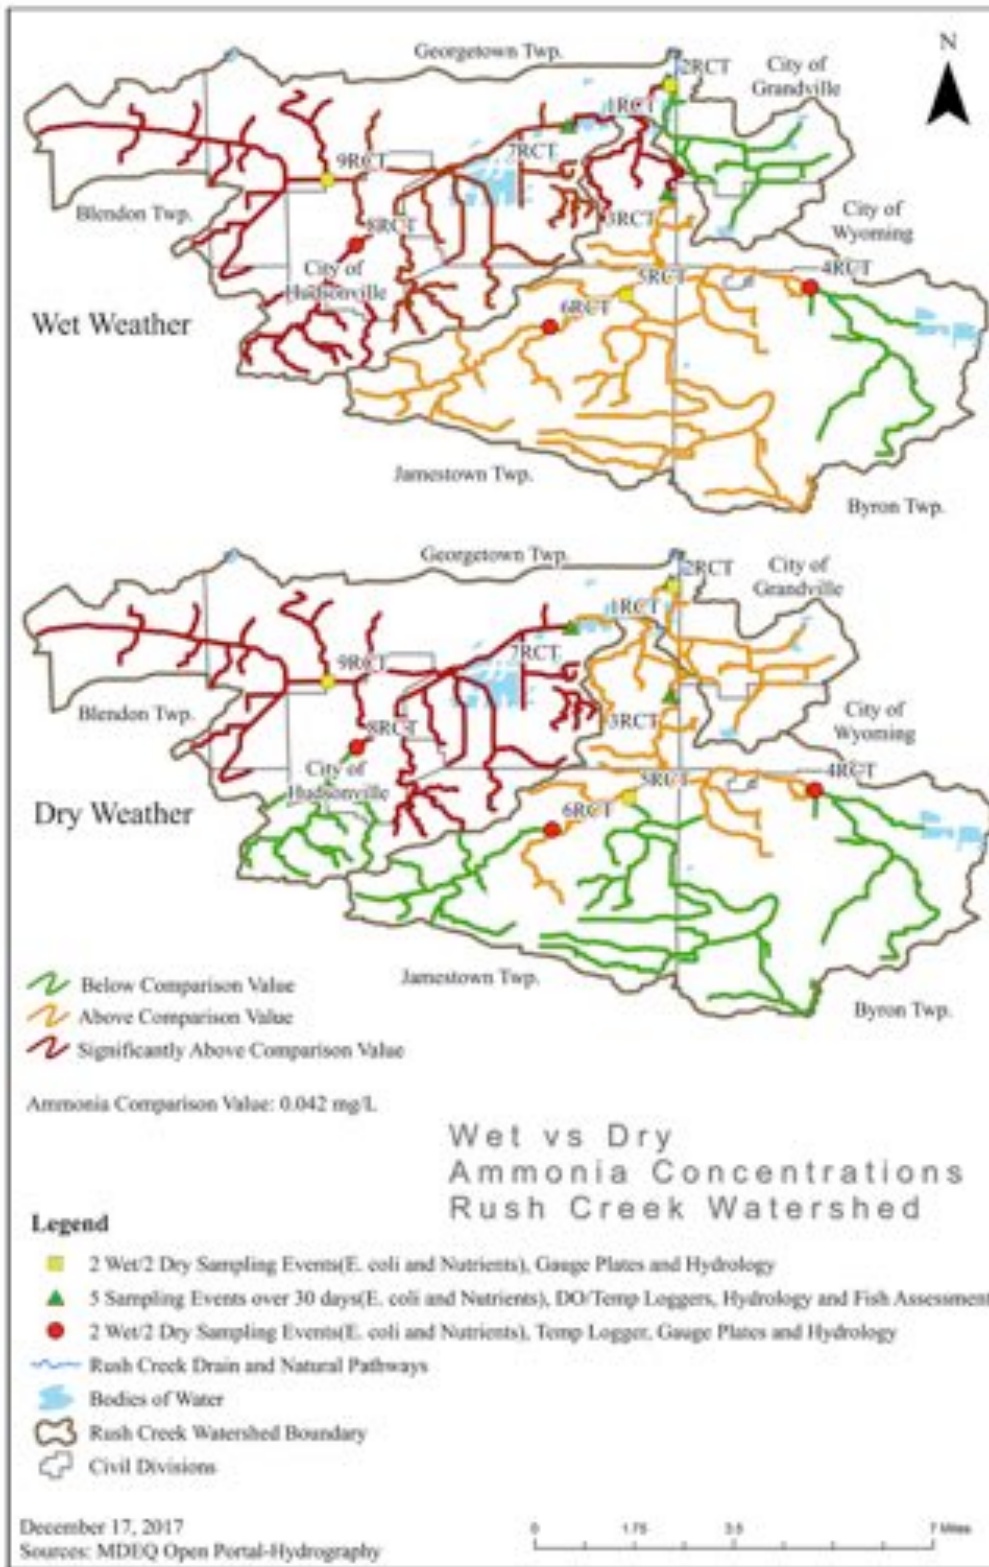 Georgetown Twp.
2RCT
City of
Grandville
N
1RCT
7RCT
9RCT
Blendon Twp.
8RCT
3RCT
City of
Wyoming
City of
Hudsonville
5RCT
4RCT
6RCT
Wet Weather
Jamestown Twp.
Byron Twp.
Georgetown Twp.
2RCT
City of
Grandville
1RCT
7RCT
9RCT
Blendon Twp.
8RCT
3RCT
City of
Wyoming
City of
Hudsonville
5RCT
4RCT
6RCT
Dry Weather
Jamestown Twp.
Byron Twp.
Below Comparison Value
Above Comparison Value
Significantly Above Comparison Value
Ammonia Comparison Value: 0.042 mg/L
Wet vs Dry
Ammonia Concentrations
Rush Creek Watershed
Legend
2 Wet/2 Dry Sampling Events(E. coli and Nutrients), Gauge Plates and Hydrology
5 Sampling Events over 30 days(E. coli and Nutrients), DO/Temp Loggers, Hydrology and Fish Assessment
2 Wet/2 Dry Sampling Events(E. coli and Nutrients), Temp Logger, Gauge Plates and Hydrology
Rush Creek Drain and Natural Pathways
Bodies of Water
Rush Creek Watershed Boundary
Civil Divisions
December 17, 2017
Sources: MDEQ Open Portal-Hydrography
0 1.75 3.5 7 Miles